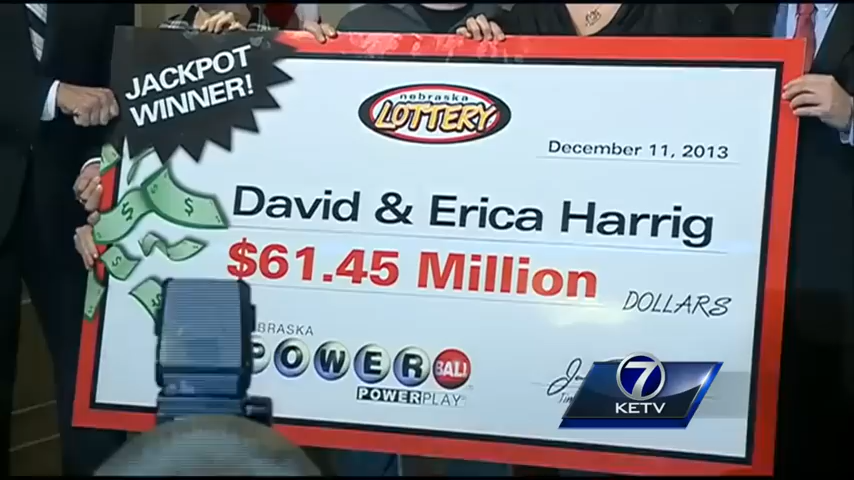 JACKPOT
WINNER!
nebraska
LOTTERY
December 11, 2013
David & Erica Harrig
$61.45 Million
DOLLARS
POWERBALL
POWERPLAY
7
KETV